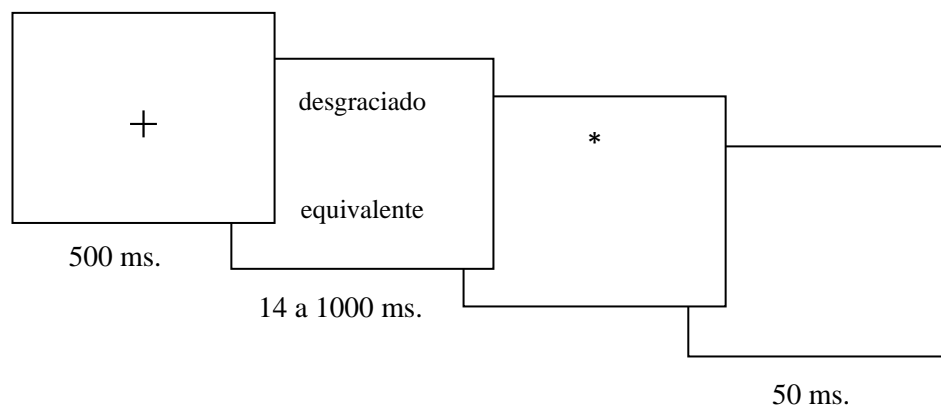 +
desgraciado
equivalente
*
500 ms.
14 a 1000 ms.
50 ms.